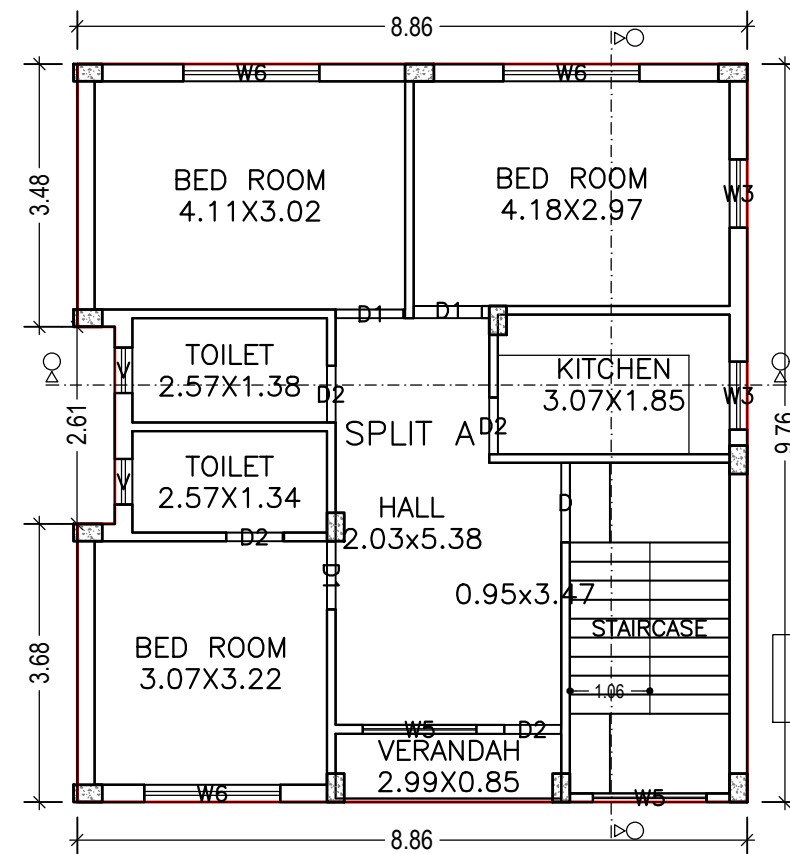 8.86
W6
W6
3.48
BED ROOM
4.11X3.02
BED ROOM
4.18X2.97
W3
D1
D1
TOILET
2.57X1.38
V
D2
KITCHEN
3.07X1.85
W3
9.76
2.61
SPLIT A
D2
TOILET
2.57X1.34
V
D2
HALL
2.03x5.38
D
D1
0.95x3.47
STAIRCASE
BED ROOM
3.07X3.22
3.68
1.06
W5
D2
VERANDAH
2.99X0.85
W6
W5
8.86